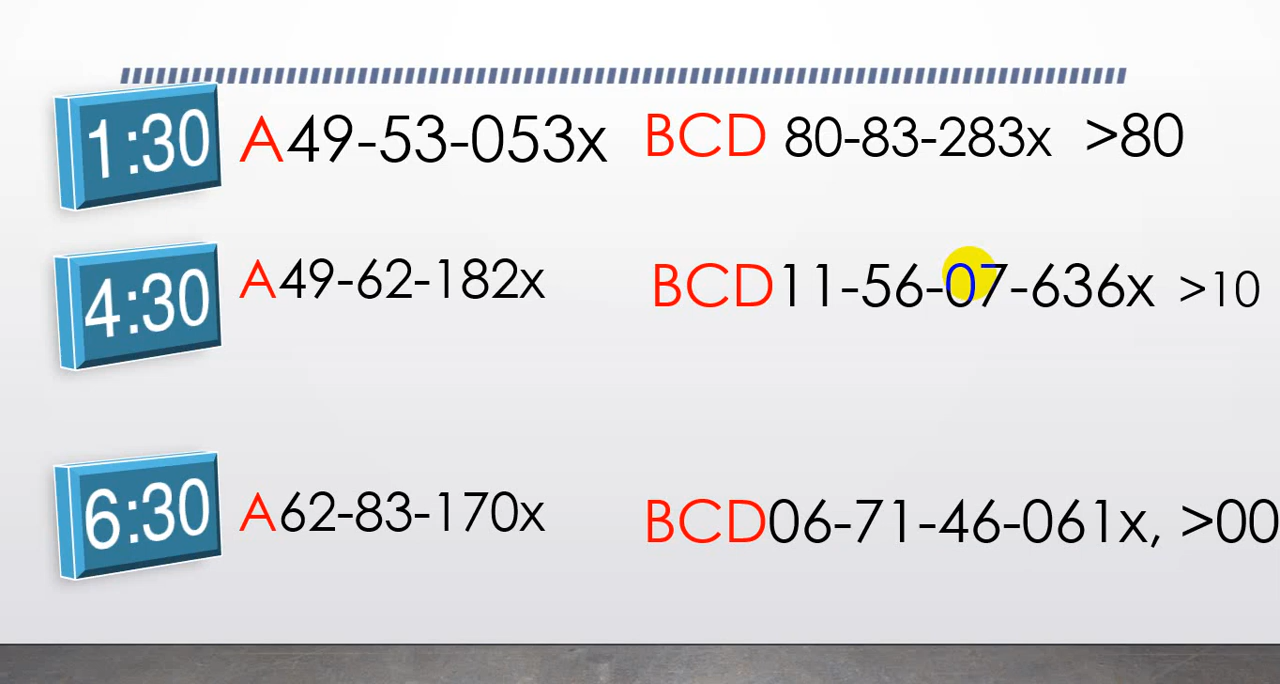 1:30 A49-53-053x BCD 80-83-283x >80
4:30 A49-62-182x BCD11-56-07-636x >10
6:30 A62-83-170x BCD06-71-46-061x, >00